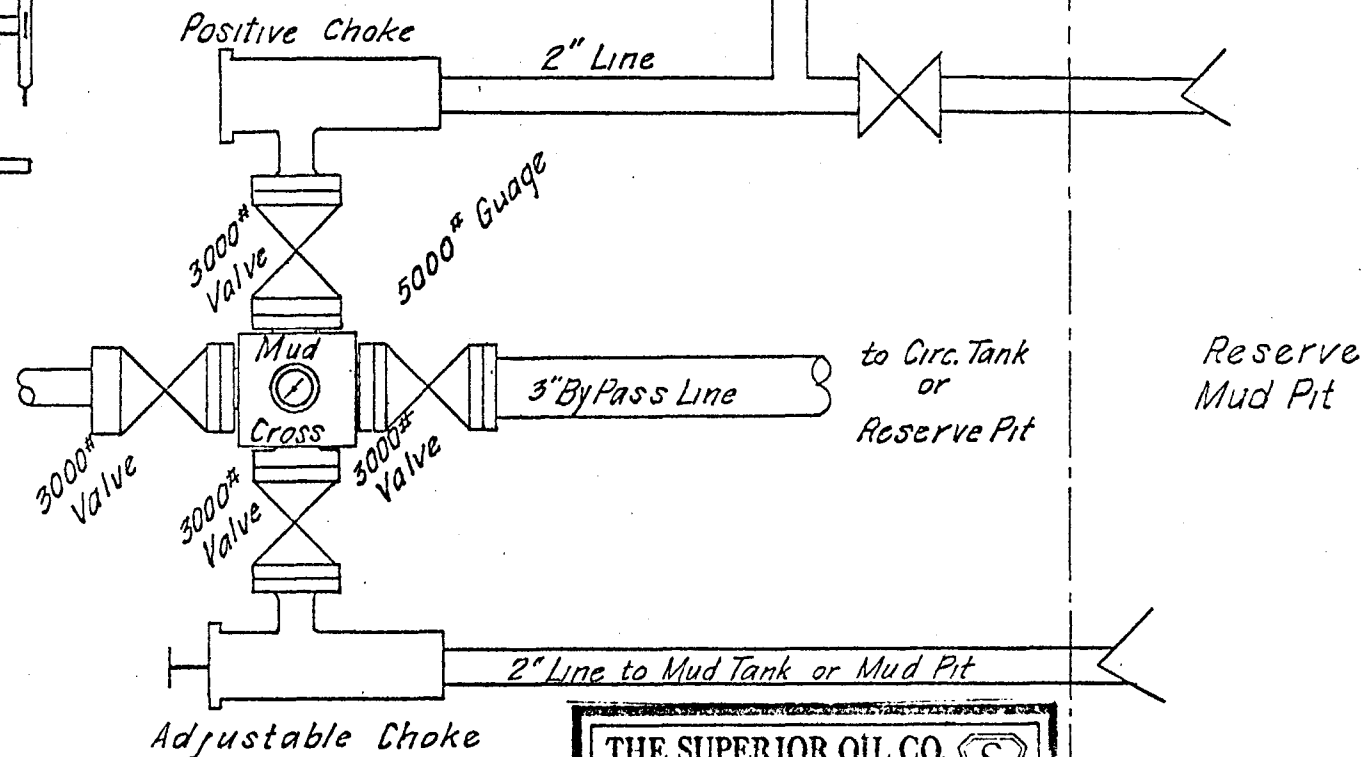 Positive Choke
2" Line
3000#
Valve
5000# Guage
Mud
Cross
3000#
Valve
3000#
Valve
3000#
Valve
3" By Pass Line
to Circ. Tank
or
Reserve Pit
Reserve
Mud Pit
2" Line to Mud Tank or Mud Pit
Adjustable Choke
THE SUPERIOR OIL CO.
S